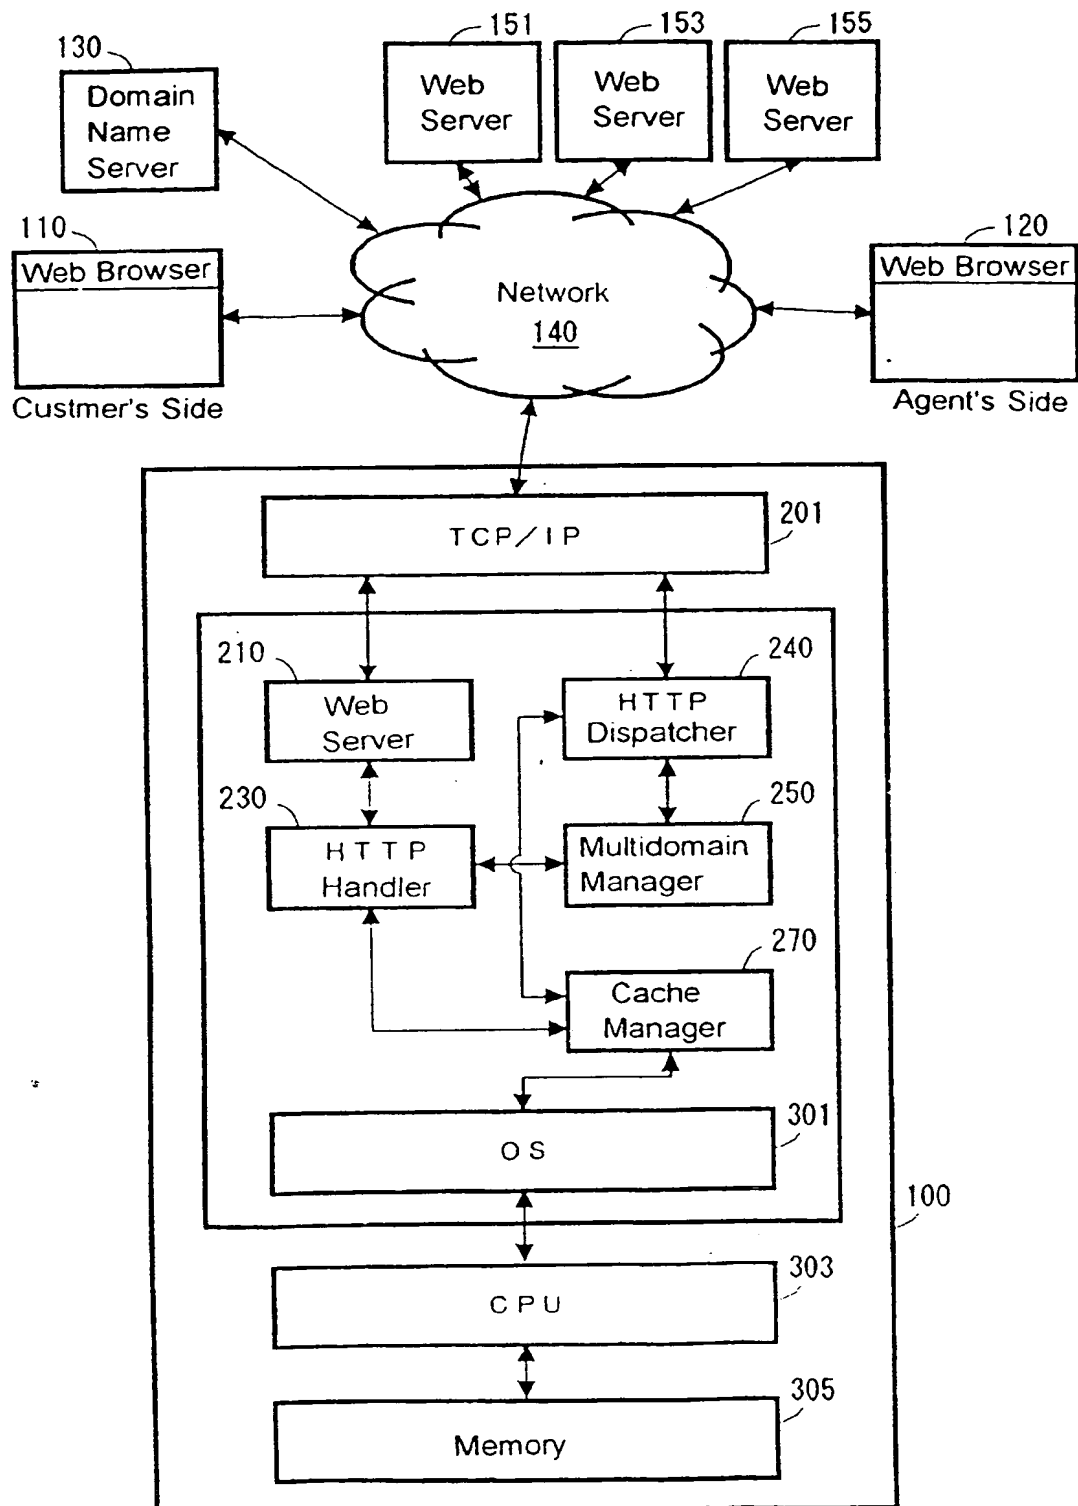 151
153
155
130
Web
Server
Web
Server
Web
Server
Domain
Name
Server
110
120
Web Browser
Web Browser
Network
140
Custmer's Side
Agent's Side
TCP/IP
201
210
240
Web
Server
HTTP
Dispatcher
230
250
HTTP
Handler
Multidomain
Manager
270
Cache
Manager
OS
301
100
CPU
303
Memory
305